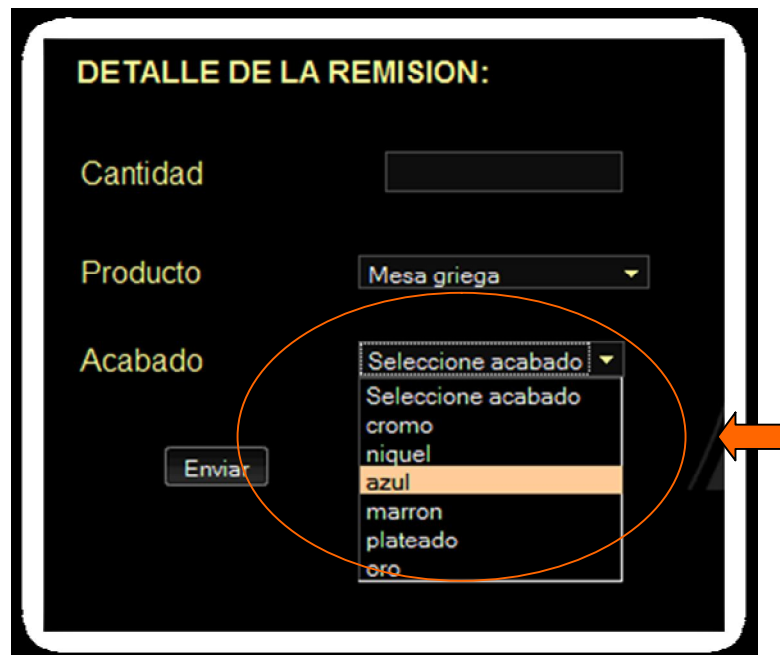 DETALLE DE LA REMISION:
Cantidad
Producto Mesa griega
Acabado Seleccione acabado
Seleccione acabado
cromo
niquel
Enviar
azul
marron
plateado
oro